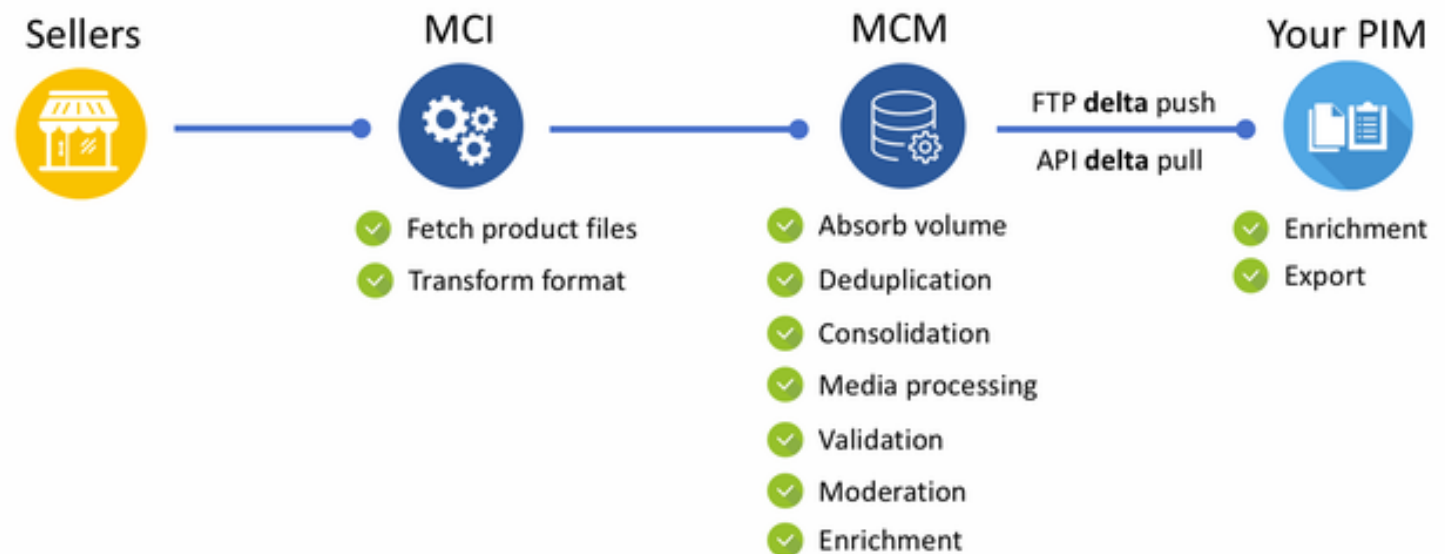 Sellers
MCI
MCM
Your PIM
FTP delta push
API delta pull
Fetch product files
Transform format
Absorb volume
Deduplication
Consolidation
Media processing
Validation
Moderation
Enrichment
Enrichment
Export